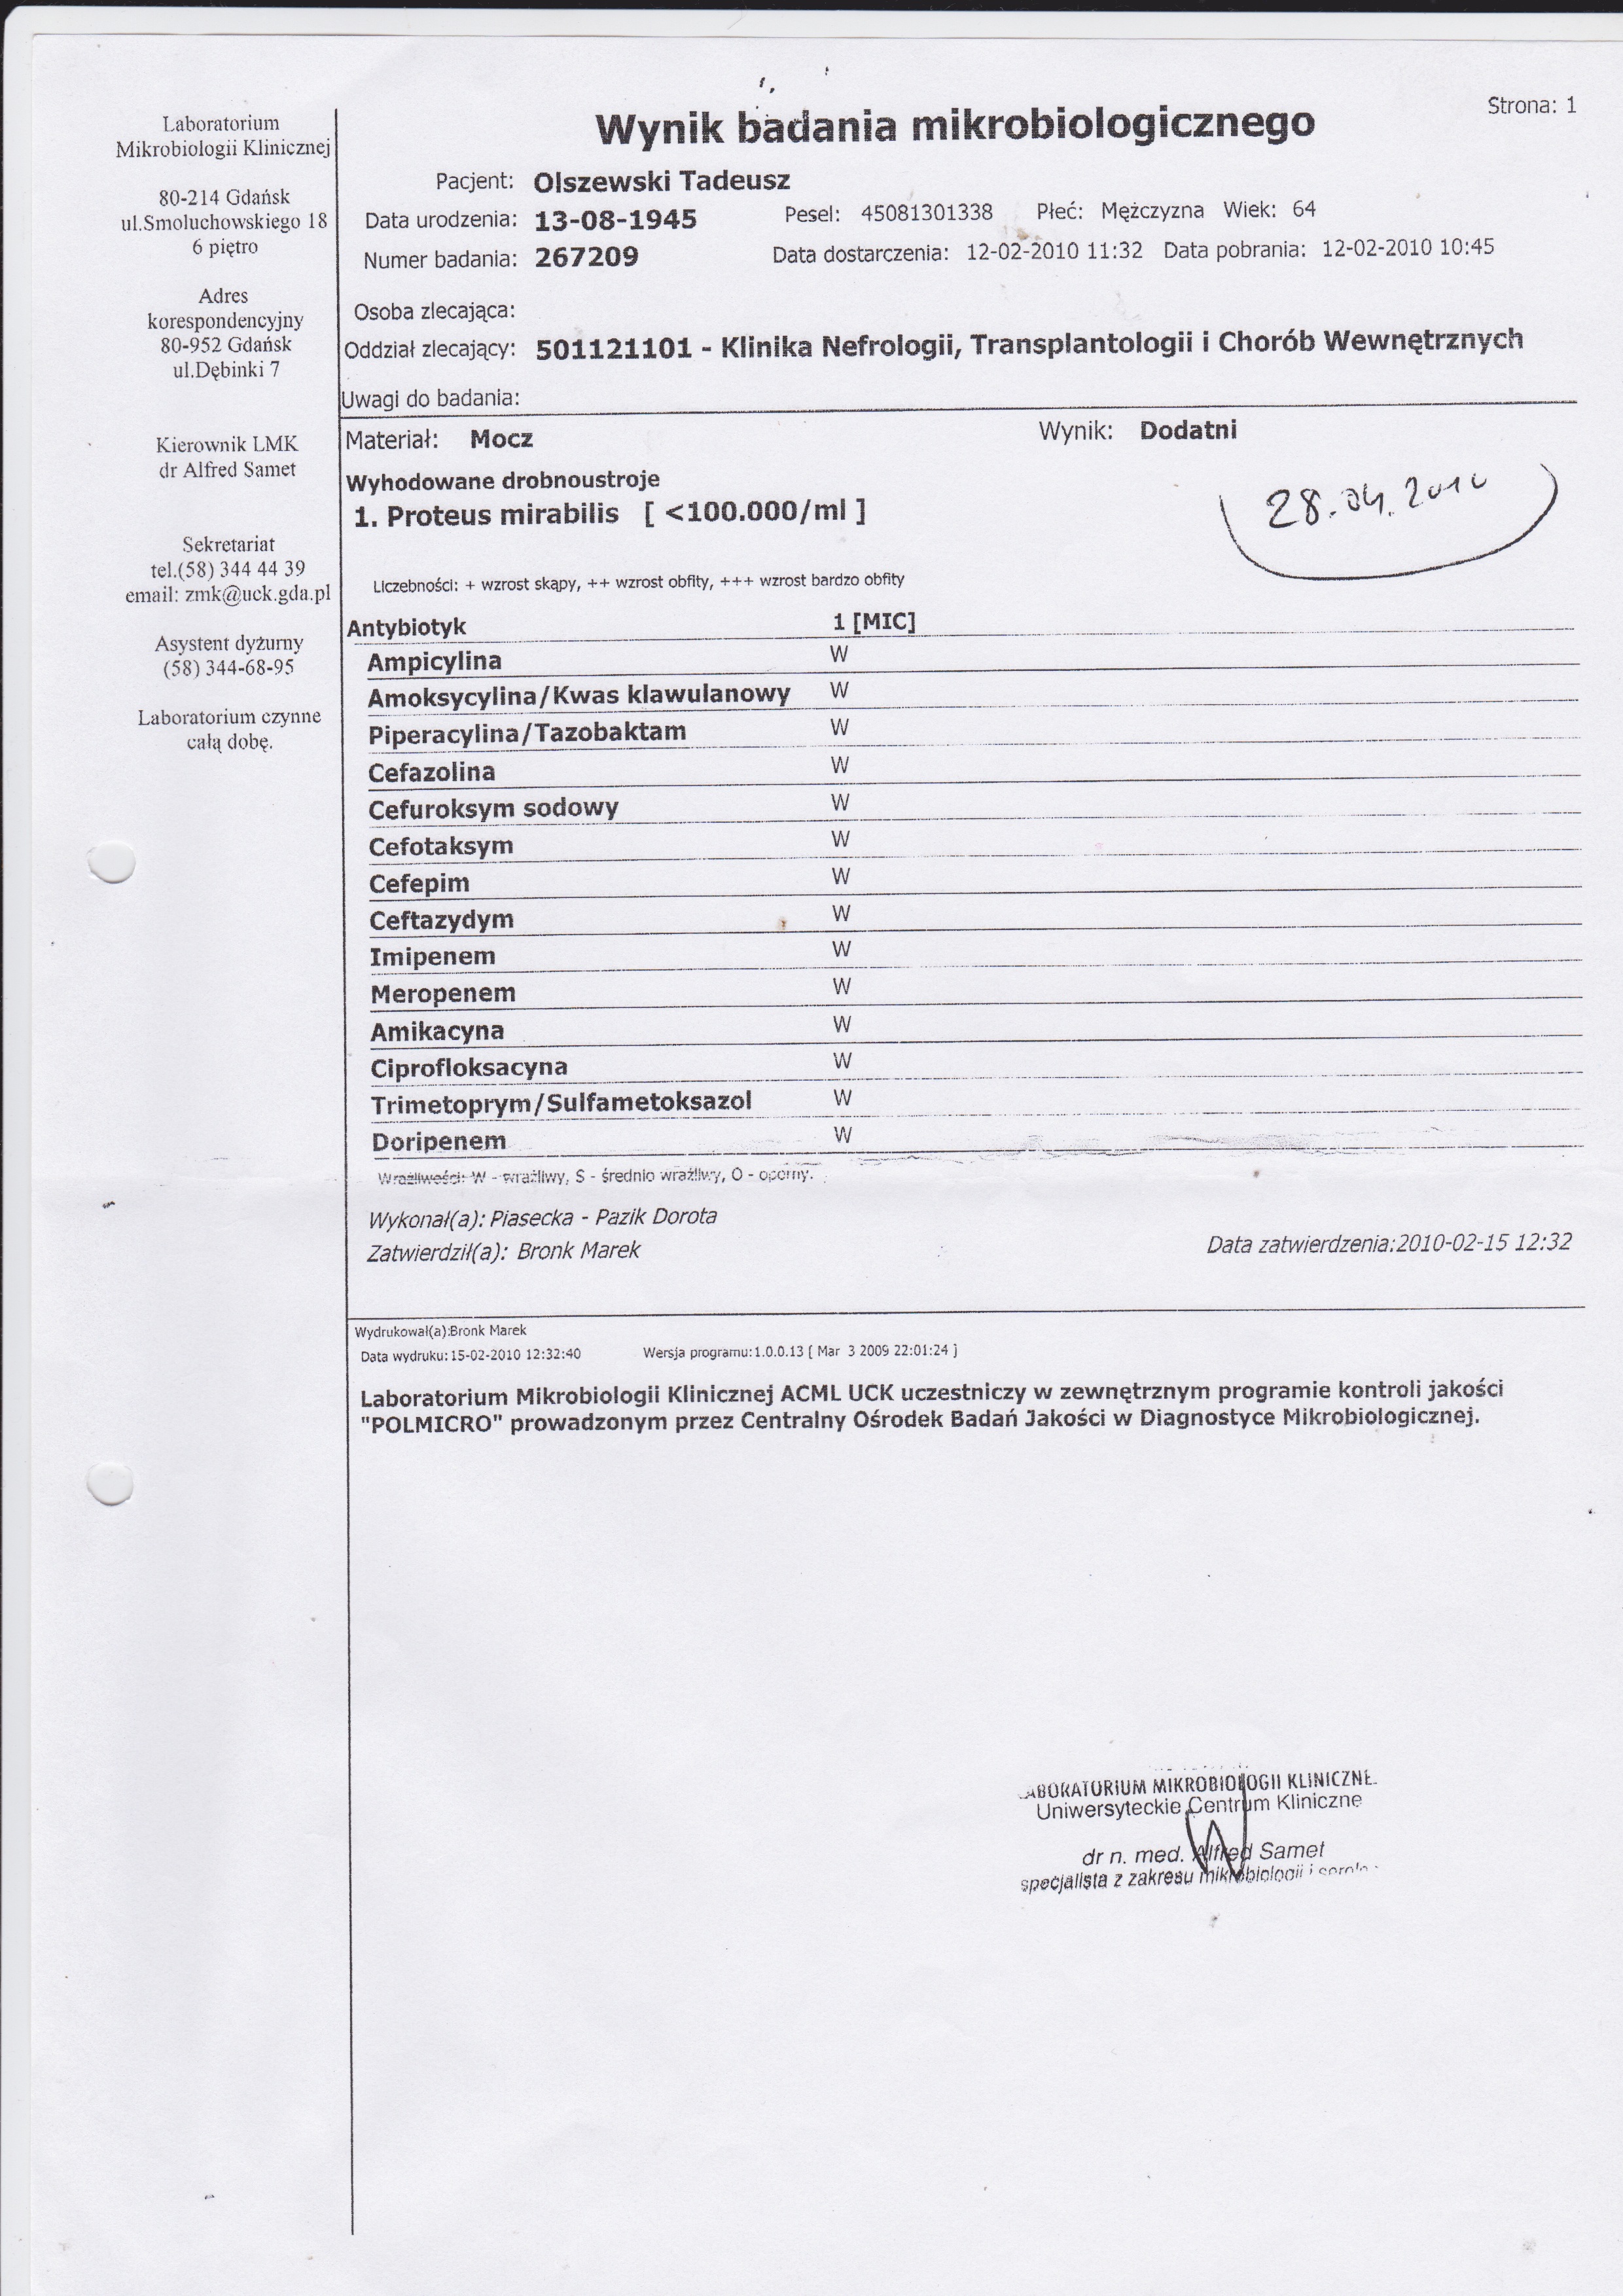 Strona: 1
Laboratorium
Mikrobiologii Klinicznej
80-214 Gdańsk
ul.Smoluchowskiego 18
6 piętro
Adres
korespondencyjny
80-952 Gdańsk
ul.Dębinki 7
Kierownik LMK
dr Alfred Samet
Sekretariat
tel.(58) 344 44 39
email: zmk@uck.gda.pl
Asystent dyżurny
(58) 344-68-95
Laboratorium czynne
całą dobę.
Wynik badania mikrobiologicznego
Pacjent: Olszewski Tadeusz
Data urodzenia: 13-08-1945 Pesel: 45081301338 Płeć: Mężczyzna Wiek: 64
Numer badania: 267209 Data dostarczenia: 12-02-2010 11:32 Data pobrania: 12-02-2010 10:45
Osoba zlecająca:
Oddział zlecający: 501121101 - Klinika Nefrologii, Transplantologii i Chorób Wewnętrznych
Uwagi do badania:
Materiał: Mocz Wynik: Dodatni
Wyhodowane drobnoustroje
1. Proteus mirabilis [ <100.000/ml ]
28.04.2010
Liczebności: + wzrost skąpy, ++ wzrost obfity, +++ wzrost bardzo obfity
Antybiotyk 1 [MIC]
Ampicylina W
Amoksycylina/Kwas klawulanowy W
Piperacylina/Tazobaktam W
Cefazolina W
Cefuroksym sodowy W
Cefotaksym W
Cefepim W
Ceftazydym W
Imipenem W
Meropenem W
Amikacyna W
Ciprofloksacyna W
Trimetoprym/Sulfametoksazol W
Doripenem W
Wrażliwości: W - wrażliwy, S - średnio wrażliwy, O - oporny.
Wykonał(a): Piasecka - Pazik Dorota
Zatwierdził(a): Bronk Marek Data zatwierdzenia:2010-02-15 12:32
Wydrukował(a):Bronk Marek
Data wydruku:15-02-2010 12:32:40 Wersja programu:1.0.0.13 [ Mar 3 2009 22:01:24 ]
Laboratorium Mikrobiologii Klinicznej ACML UCK uczestniczy w zewnętrznym programie kontroli jakości
"POLMICRO" prowadzonym przez Centralny Ośrodek Badań Jakości w Diagnostyce Mikrobiologicznej.
ABORATORIUM MIKROBIOLOGII KLINICZNE
Uniwersyteckie Centrum Kliniczne
dr n. med. Alfred Samet
specjalista z zakresu mikrobiologii i